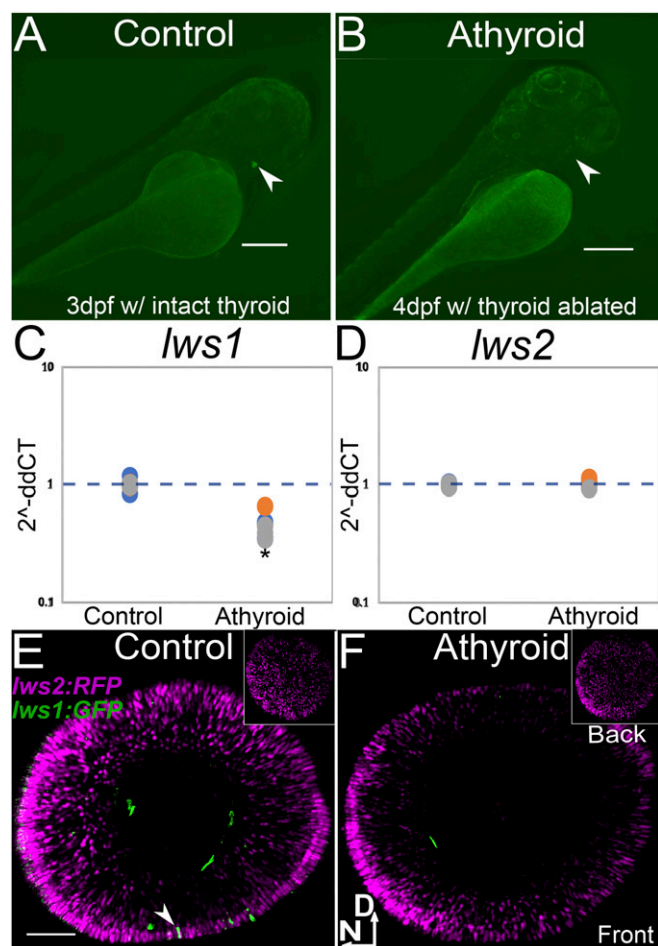 A Control
B Athyroid
3dpf w/ intact thyroid
4dpf w/ thyroid ablated
C lws1
D lws2
10
1
0.1
2^-ddCT
Control
Athyroid
*
10
1
0.1
2^-ddCT
Control
Athyroid
E Control
F Athyroid
lws2:RFP
lws1:GFP
Back
D
N
Front